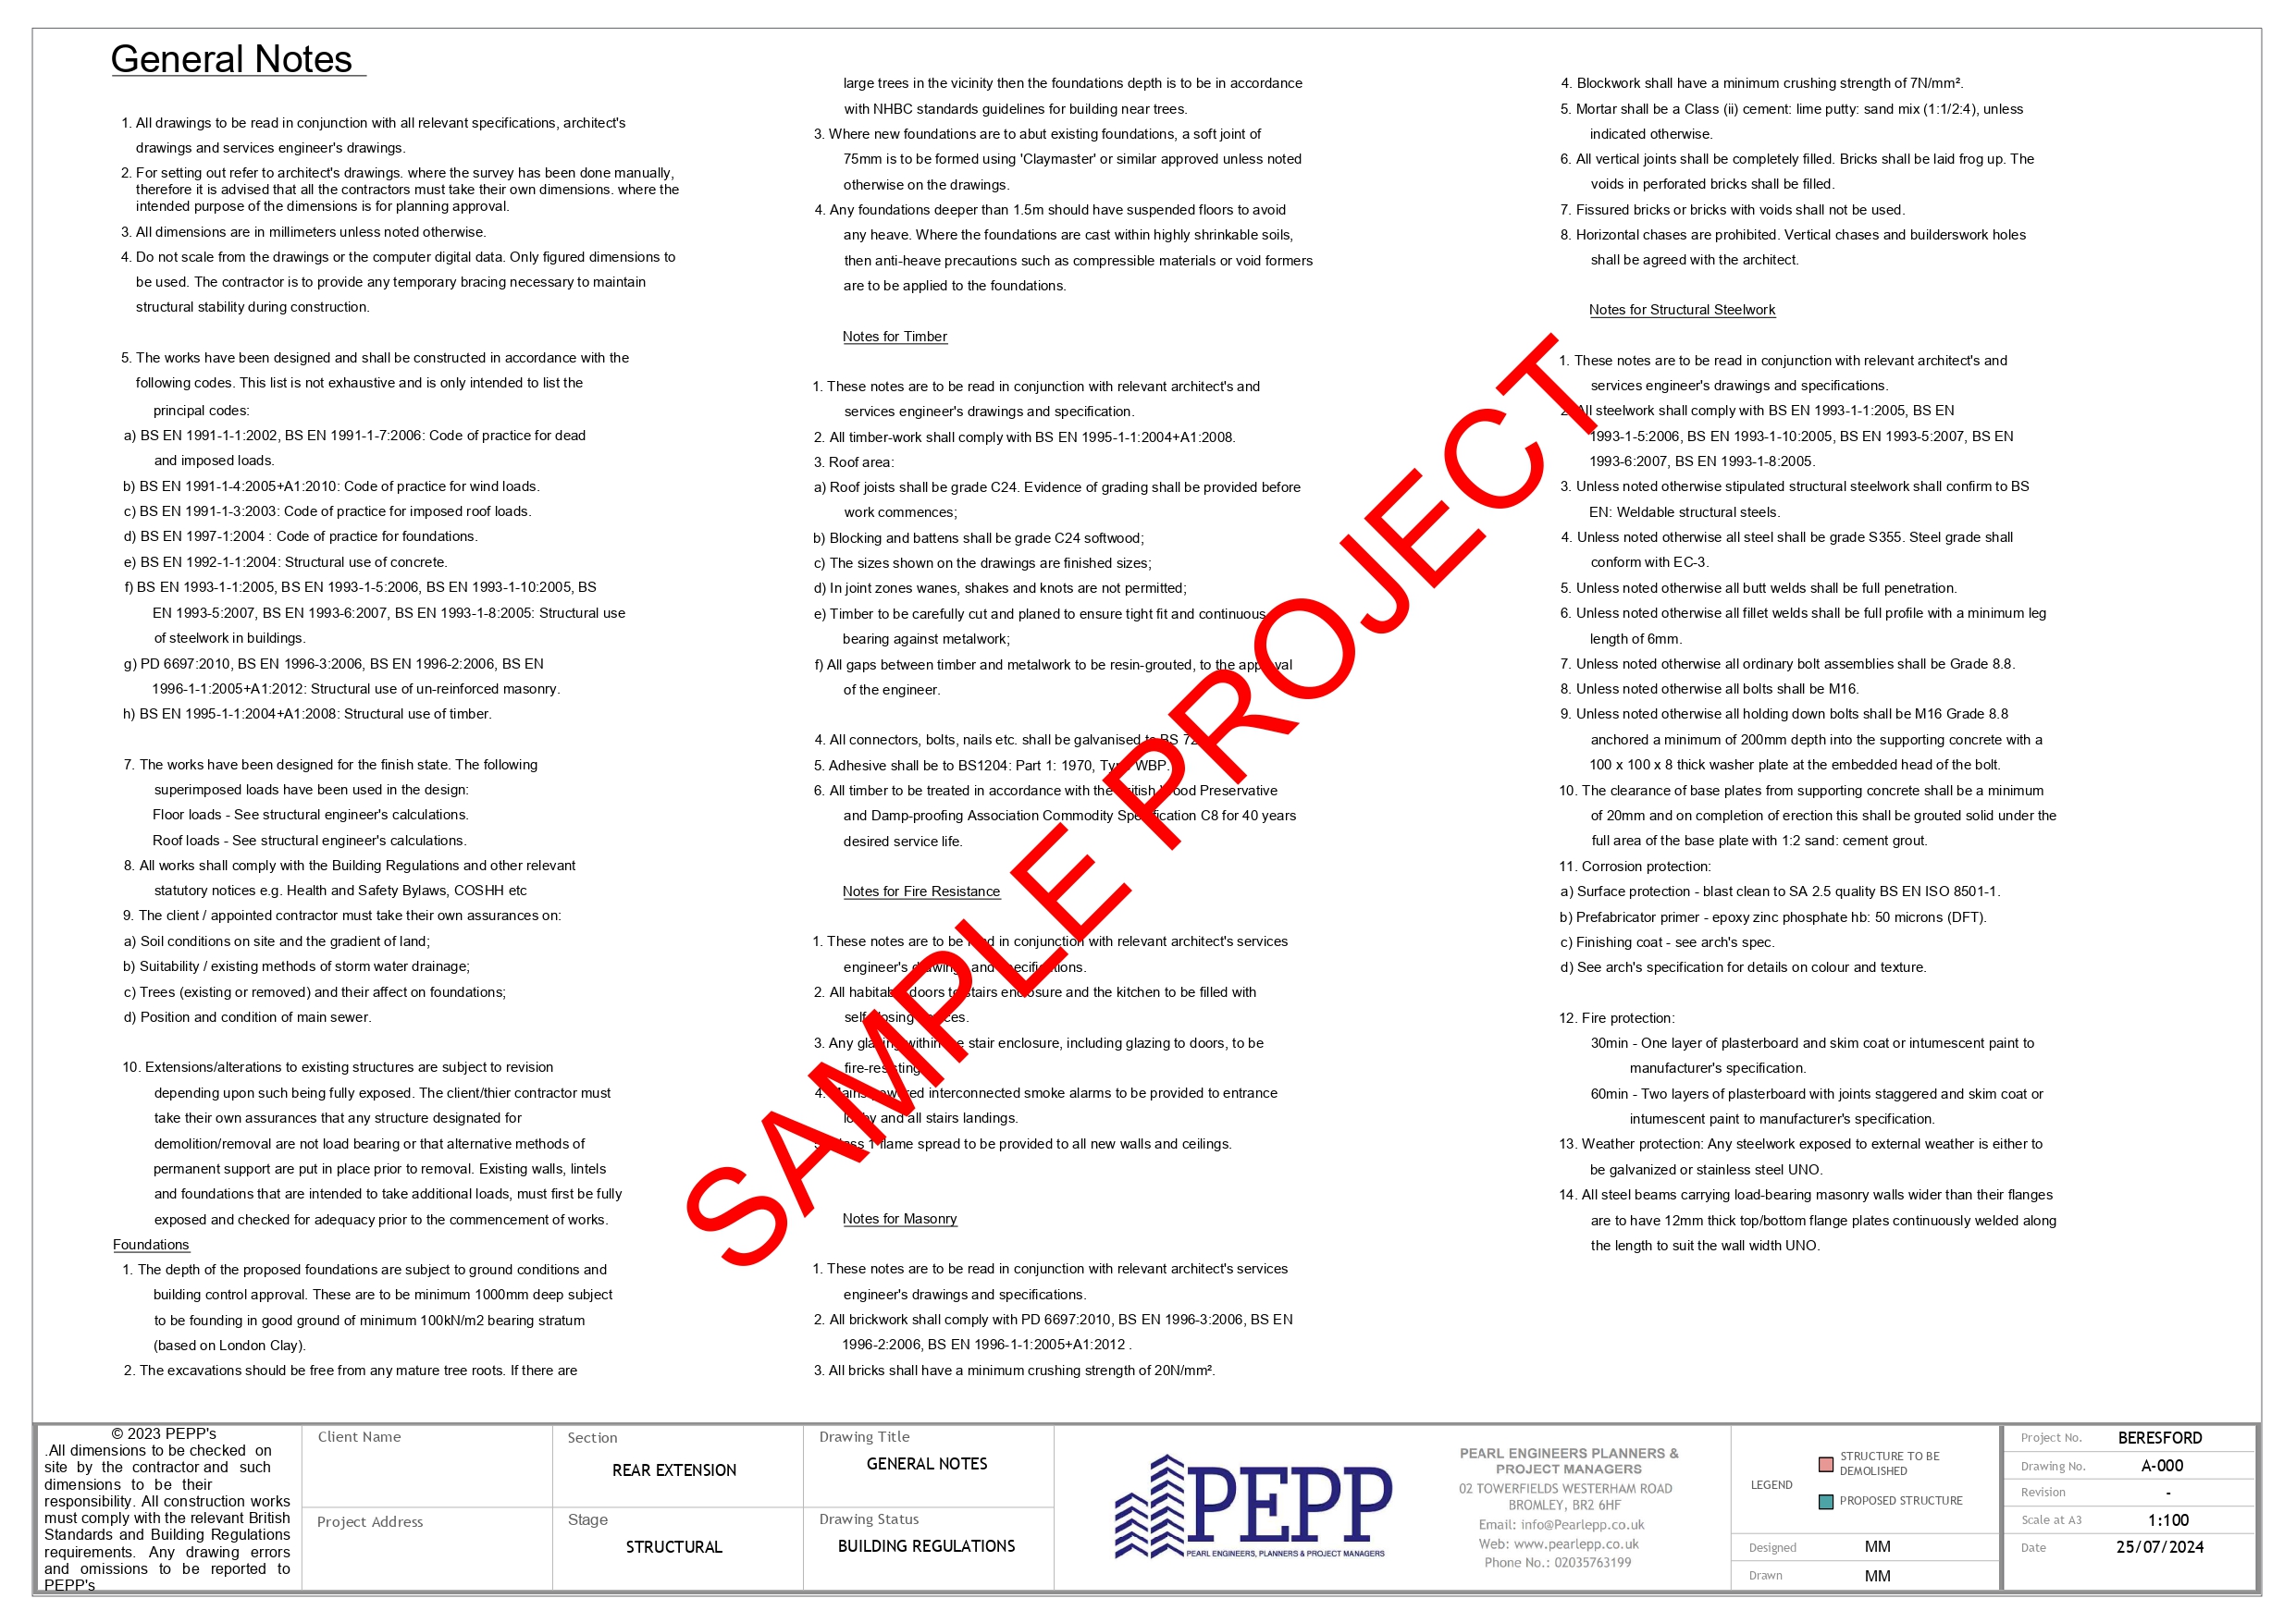 General Notes
1. All drawings to be read in conjunction with all relevant specifications, architect's
drawings and services engineer's drawings.
2. For setting out refer to architect's drawings. where the survey has been done manually,
therefore it is advised that all the contractors must take their own dimensions. where the
intended purpose of the dimensions is for planning approval.
3. All dimensions are in millimeters unless noted otherwise.
4. Do not scale from the drawings or the computer digital data. Only figured dimensions to
be used. The contractor is to provide any temporary bracing necessary to maintain
structural stability during construction.
5. The works have been designed and shall be constructed in accordance with the
following codes. This list is not exhaustive and is only intended to list the
principal codes:
a) BS EN 1991-1-1:2002, BS EN 1991-1-7:2006: Code of practice for dead
and imposed loads.
b) BS EN 1991-1-4:2005+A1:2010: Code of practice for wind loads.
c) BS EN 1991-1-3:2003: Code of practice for imposed roof loads.
d) BS EN 1997-1:2004 : Code of practice for foundations.
e) BS EN 1992-1-1:2004: Structural use of concrete.
f) BS EN 1993-1-1:2005, BS EN 1993-1-5:2006, BS EN 1993-1-10:2005, BS
EN 1993-5:2007, BS EN 1993-6:2007, BS EN 1993-1-8:2005: Structural use
of steelwork in buildings.
g) PD 6697:2010, BS EN 1996-3:2006, BS EN 1996-2:2006, BS EN
1996-1-1:2005+A1:2012: Structural use of un-reinforced masonry.
h) BS EN 1995-1-1:2004+A1:2008: Structural use of timber.
7. The works have been designed for the finish state. The following
superimposed loads have been used in the design:
Floor loads - See structural engineer's calculations.
Roof loads - See structural engineer's calculations.
8. All works shall comply with the Building Regulations and other relevant
statutory notices e.g. Health and Safety Bylaws, COSHH etc
9. The client / appointed contractor must take their own assurances on:
a) Soil conditions on site and the gradient of land;
b) Suitability / existing methods of storm water drainage;
c) Trees (existing or removed) and their affect on foundations;
d) Position and condition of main sewer.
10. Extensions/alterations to existing structures are subject to revision
depending upon such being fully exposed. The client/thier contractor must
take their own assurances that any structure designated for
demolition/removal are not load bearing or that alternative methods of
permanent support are put in place prior to removal. Existing walls, lintels
and foundations that are intended to take additional loads, must first be fully
exposed and checked for adequacy prior to the commencement of works.
Foundations
1. The depth of the proposed foundations are subject to ground conditions and
building control approval. These are to be minimum 1000mm deep subject
to be founding in good ground of minimum 100kN/m2 bearing stratum
(based on London Clay).
2. The excavations should be free from any mature tree roots. If there are
large trees in the vicinity then the foundations depth is to be in accordance
with NHBC standards guidelines for building near trees.
3. Where new foundations are to abut existing foundations, a soft joint of
75mm is to be formed using 'Claymaster' or similar approved unless noted
otherwise on the drawings.
4. Any foundations deeper than 1.5m should have suspended floors to avoid
any heave. Where the foundations are cast within highly shrinkable soils,
then anti-heave precautions such as compressible materials or void formers
are to be applied to the foundations.
Notes for Timber
1. These notes are to be read in conjunction with relevant architect's and
services engineer's drawings and specification.
2. All timber-work shall comply with BS EN 1995-1-1:2004+A1:2008.
3. Roof area:
a) Roof joists shall be grade C24. Evidence of grading shall be provided before
work commences;
b) Blocking and battens shall be grade C24 softwood;
c) The sizes shown on the drawings are finished sizes;
d) In joint zones wanes, shakes and knots are not permitted;
e) Timber to be carefully cut and planed to ensure tight fit and continuous
bearing against metalwork;
f) All gaps between timber and metalwork to be resin-grouted, to the approval
of the engineer.
4. All connectors, bolts, nails etc. shall be galvanised to BS
5. Adhesive shall be to BS1204: Part 1: 1970, Type WBP.
6. All timber to be treated in accordance with the British Wood Preservative
and Damp-proofing Association Commodity Specification C8 for 40 years
desired service life.
Notes for Fire Resistance
1. These notes are to be read in conjunction with relevant architect's services
engineer's drawings and specifications.
2. All habitable doors to stairs enclosure and the kitchen to be filled with
self-closing devices.
3. Any glazing within the stair enclosure, including glazing to doors, to be
fire-resisting
4. Mains powered interconnected smoke alarms to be provided to entrance
lobby and all stairs landings.
5. Class 1 flame spread to be provided to all new walls and ceilings.
Notes for Masonry
1. These notes are to be read in conjunction with relevant architect's services
engineer's drawings and specifications.
2. All brickwork shall comply with PD 6697:2010, BS EN 1996-3:2006, BS EN
1996-2:2006, BS EN 1996-1-1:2005+A1:2012 .
3. All bricks shall have a minimum crushing strength of 20N/mm².
4. Blockwork shall have a minimum crushing strength of 7N/mm².
5. Mortar shall be a Class (ii) cement: lime putty: sand mix (1:1/2:4), unless
indicated otherwise.
6. All vertical joints shall be completely filled. Bricks shall be laid frog up. The
voids in perforated bricks shall be filled.
7. Fissured bricks or bricks with voids shall not be used.
8. Horizontal chases are prohibited. Vertical chases and builderswork holes
shall be agreed with the architect.
Notes for Structural Steelwork
1. These notes are to be read in conjunction with relevant architect's and
services engineer's drawings and specifications.
2. All steelwork shall comply with BS EN 1993-1-1:2005, BS EN
1993-1-5:2006, BS EN 1993-1-10:2005, BS EN 1993-5:2007, BS EN
1993-6:2007, BS EN 1993-1-8:2005.
3. Unless noted otherwise stipulated structural steelwork shall confirm to BS
EN: Weldable structural steels.
4. Unless noted otherwise all steel shall be grade S355. Steel grade shall
conform with EC-3.
5. Unless noted otherwise all butt welds shall be full penetration.
6. Unless noted otherwise all fillet welds shall be full profile with a minimum leg
length of 6mm.
7. Unless noted otherwise all ordinary bolt assemblies shall be Grade 8.8.
8. Unless noted otherwise all bolts shall be M16.
9. Unless noted otherwise all holding down bolts shall be M16 Grade 8.8
anchored a minimum of 200mm depth into the supporting concrete with a
100 x 100 x 8 thick washer plate at the embedded head of the bolt.
10. The clearance of base plates from supporting concrete shall be a minimum
of 20mm and on completion of erection this shall be grouted solid under the
full area of the base plate with 1:2 sand: cement grout.
11. Corrosion protection:
a) Surface protection - blast clean to SA 2.5 quality BS EN ISO 8501-1.
b) Prefabricator primer - epoxy zinc phosphate hb: 50 microns (DFT).
c) Finishing coat - see arch's spec.
d) See arch's specification for details on colour and texture.
12. Fire protection:
30min - One layer of plasterboard and skim coat or intumescent paint to
manufacturer's specification.
60min - Two layers of plasterboard with joints staggered and skim coat or
intumescent paint to manufacturer's specification.
13. Weather protection: Any steelwork exposed to external weather is either to
be galvanized or stainless steel UNO.
14. All steel beams carrying load-bearing masonry walls wider than their flanges
are to have 12mm thick top/bottom flange plates continuously welded along
the length to suit the wall width UNO.
SAMPLE PROJECT
© 2023 PEPP's
.All dimensions to be checked on
site by the contractor and such
dimensions to be their
responsibility. All construction works
must comply with the relevant British
Standards and Building Regulations
requirements. Any drawing errors
and omissions to be reported to
PEPP's
Client Name
Project Address
Section
REAR EXTENSION
Stage
STRUCTURAL
Drawing Title
GENERAL NOTES
Drawing Status
BUILDING REGULATIONS
PEPP
PEARL ENGINEERS, PLANNERS & PROJECT MANAGERS
PEARL ENGINEERS PLANNERS &
PROJECT MANAGERS
02 TOWERFIELDS WESTERHAM ROAD
BROMLEY, BR2 6HF
Email: info@Pearlepp.co.uk
Web: www.pearlepp.co.uk
Phone No.: 02035763199
LEGEND
STRUCTURE TO BE
DEMOLISHED
PROPOSED STRUCTURE
Designed MM
Drawn MM
Project No. BERESFORD
Drawing No. A-000
Revision -
Scale at A3 1:100
Date 25/07/2024